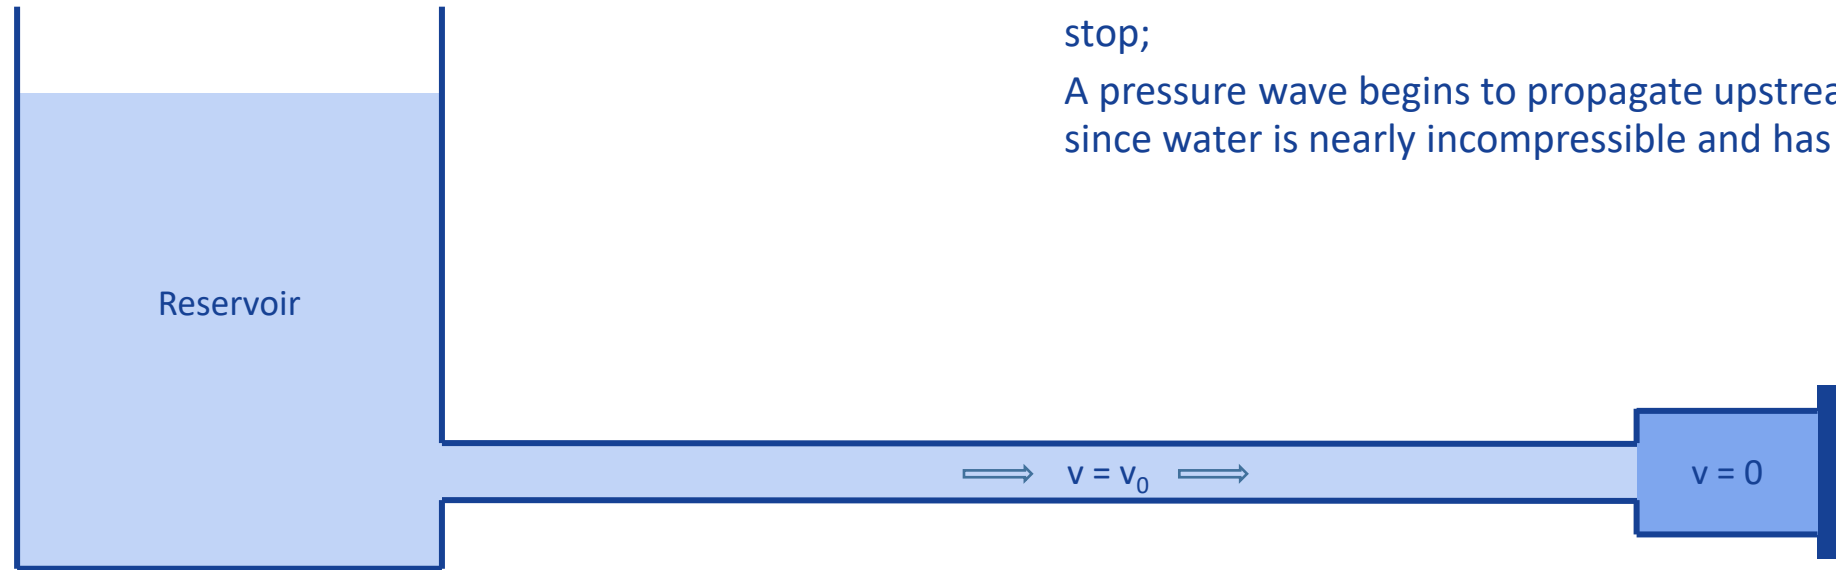 stop;
A pressure wave begins to propagate upstrea
since water is nearly incompressible and has
Reservoir
v = v₀
v = 0